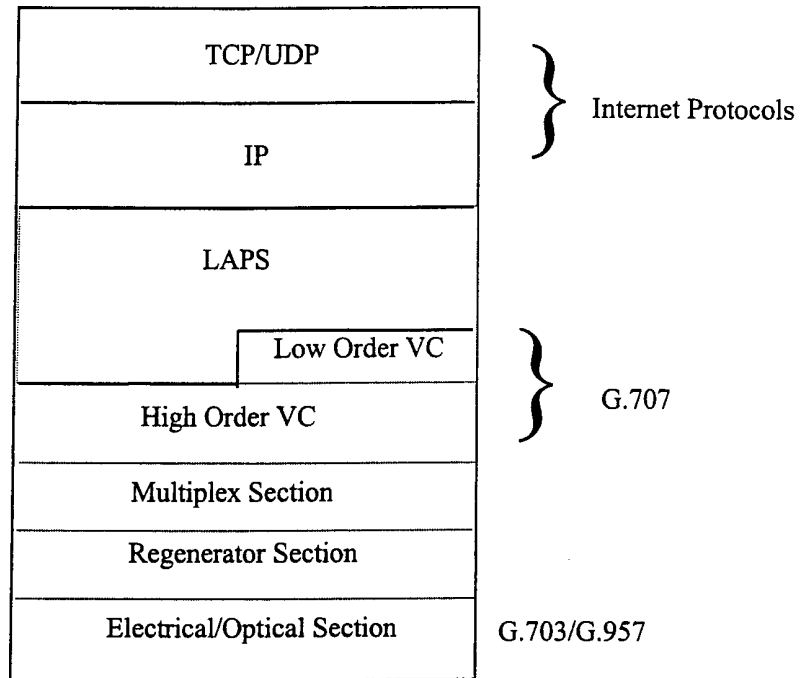 TCP/UDP
Internet Protocols
IP
LAPS
Low Order VC
G.707
High Order VC
Multiplex Section
Regenerator Section
Electrical/Optical Section
G.703/G.957